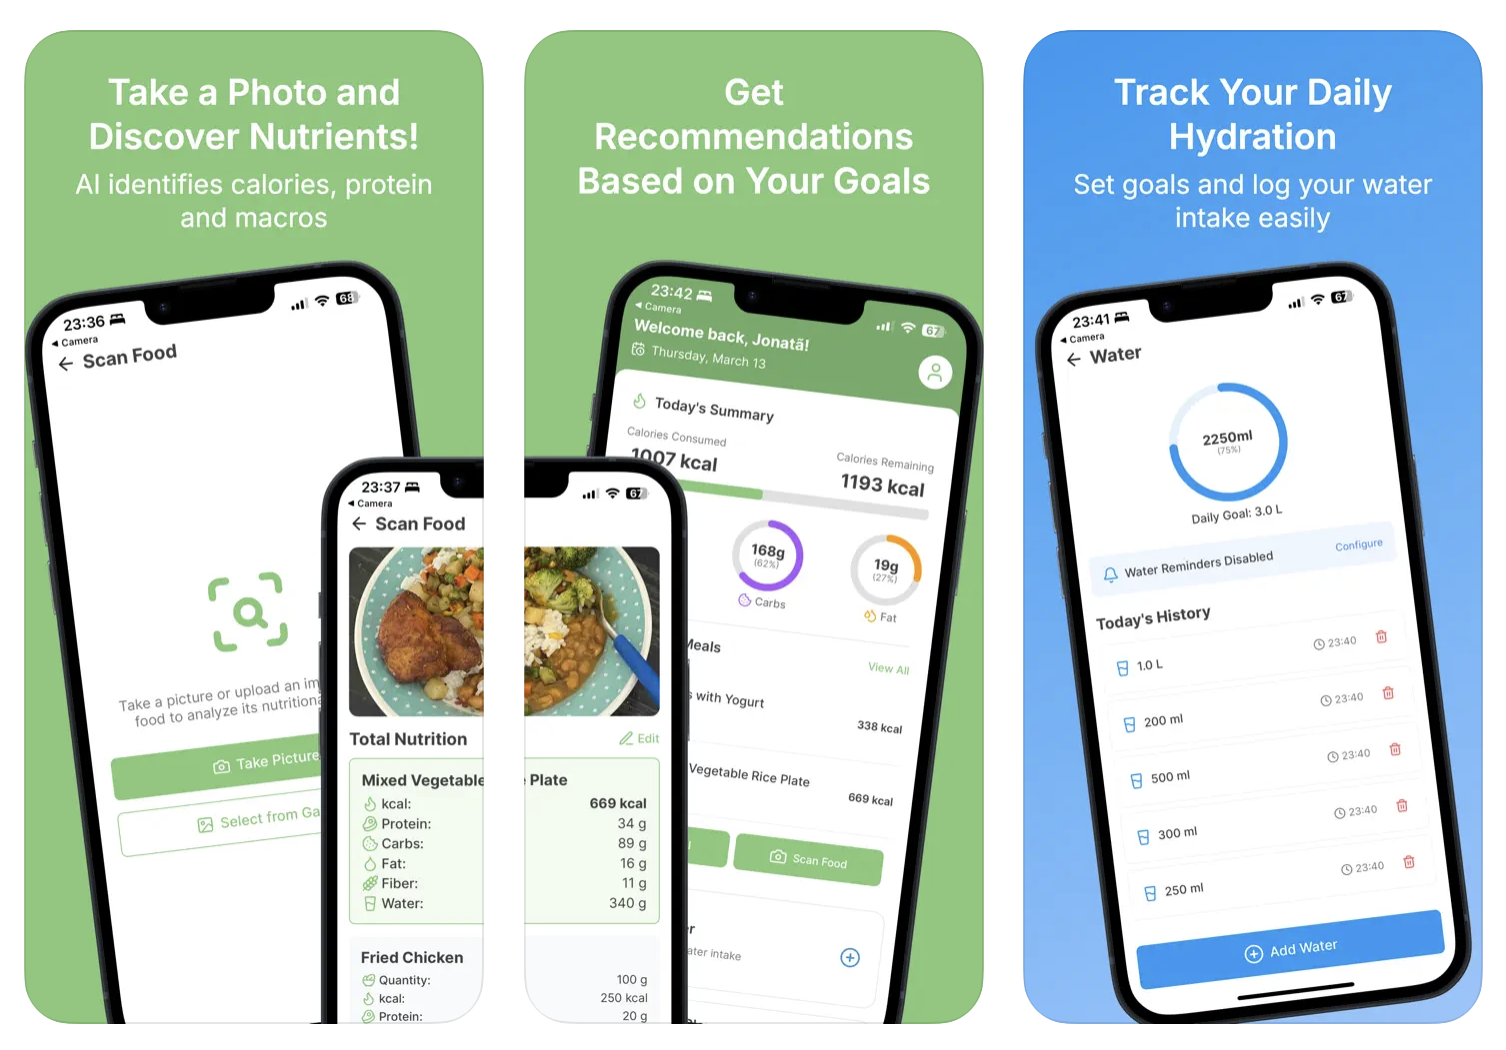 Take a Photo and
Discover Nutrients!
AI identifies calories, protein
and macros
23:36
68
Camera
Scan Food
Take a picture or upload an im
food to analyze its nutritiona
Take Picture
Select from Ga
23:37
67
Camera
Scan Food
Total Nutrition
Edit
Mixed Vegetable
e Plate
kcal:
669 kcal
Protein:
34 g
Carbs:
89 g
Fat:
16 g
Fiber:
11 g
Water:
340 g
Fried Chicken
Quantity:
100 g
kcal:
250 kcal
Protein:
20 g
Get
Recommendations
Based on Your Goals
23:42
67
Camera
Welcome back, Jonatã!
Thursday, March 13
Today's Summary
Calories Consumed
1007 kcal
Calories Remaining
1193 kcal
168g
(62%)
Carbs
19g
(27%)
Fat
Meals
View All
s with Yogurt
338 kcal
Vegetable Rice Plate
669 kcal
Scan Food
er
ater intake
Track Your Daily
Hydration
Set goals and log your water
intake easily
23:41
67
Camera
Water
2250ml
(75%)
Daily Goal: 3.0 L
Water Reminders Disabled
Configure
Today's History
1.0 L
23:40
200 ml
23:40
500 ml
23:40
300 ml
23:40
250 ml
23:40
Add Water